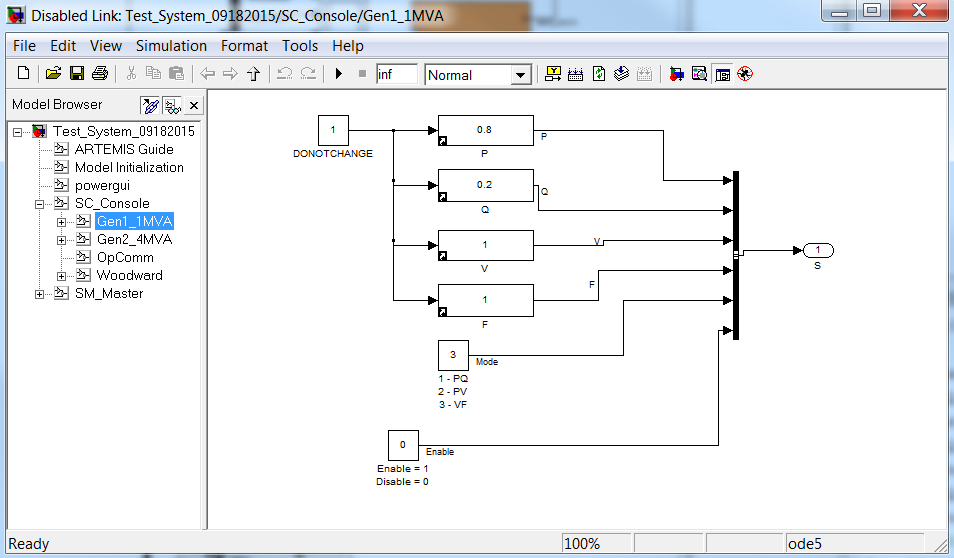 Disabled Link: Test_System_09182015/SC_Console/Gen1_1MVA
File Edit View Simulation Format Tools Help
inf Normal
Model Browser
Test_System_09182015
ARTEMIS Guide
Model Initialization
powergui
SC_Console
Gen1_1MVA
Gen2_4MVA
OpComm
Woodward
SM_Master
1
DONOTCHANGE
0.8
P
P
0.2
Q
Q
1
V
V
1
F
F
3
Mode
1 - PQ
2 - PV
3 - VF
0
Enable
Enable = 1
Disable = 0
1
S
Ready 100% ode5